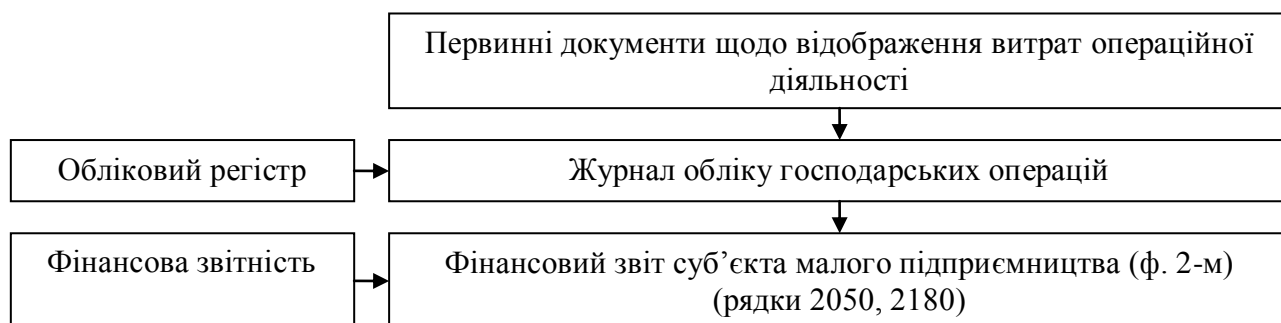 Первинні документи щодо відображення витрат операційної
діяльності
Обліковий регістр
Журнал обліку господарських операцій
Фінансова звітність
Фінансовий звіт суб’єкта малого підприємництва (ф. 2-м)
(рядки 2050, 2180)